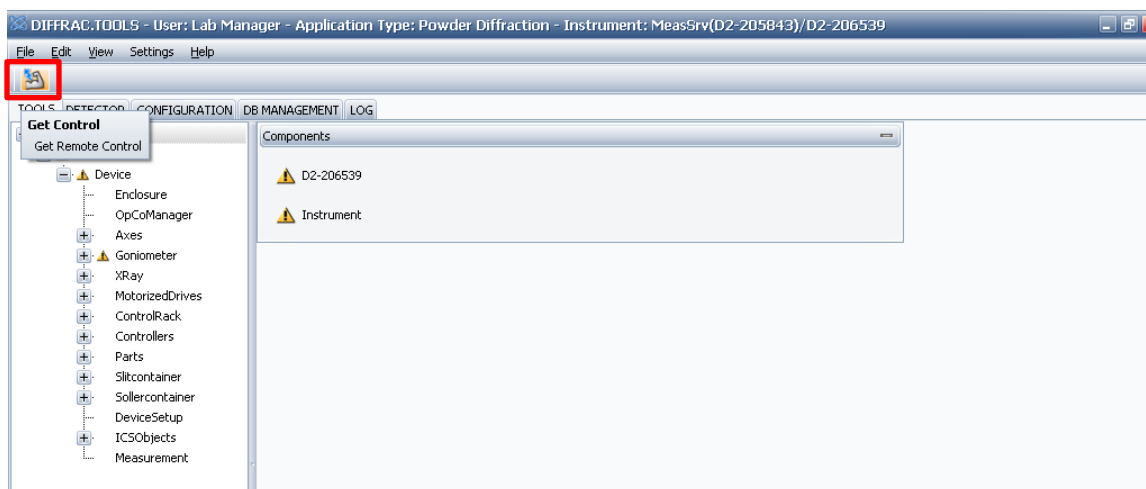 DIFFRAC.TOOLS - User: Lab Manager - Application Type: Powder Diffraction - Instrument: MeasSrv(D2-205843)/D2-206539
File Edit View Settings Help
TOOLS DETECTOR CONFIGURATION DB MANAGEMENT LOG
Get Control
Get Remote Control
Components
Device
D2-206539
Enclosure
OpCoManager
Instrument
Axes
Goniometer
XRay
MotorizedDrives
ControlRack
Controllers
Parts
Slitcontainer
Sollercontainer
DeviceSetup
ICSObjects
Measurement